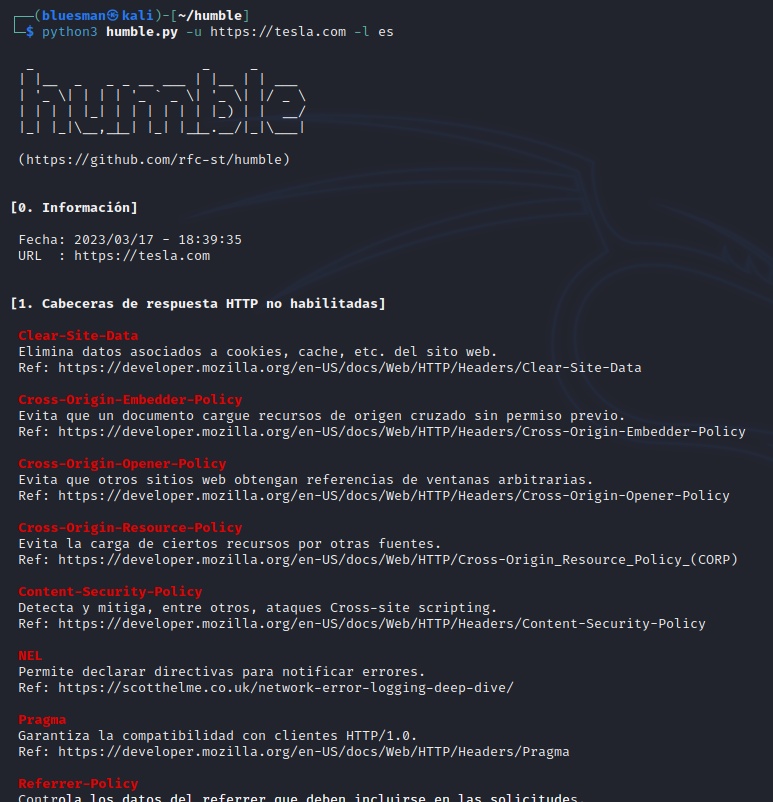 (bluesman㉿kali)-[~/humble]
$ python3 humble.py -u https://tesla.com -l es
humble
(https://github.com/rfc-st/humble)
[0. Información]
Fecha: 2023/03/17 - 18:39:35
URL  : https://tesla.com
[1. Cabeceras de respuesta HTTP no habilitadas]
Clear-Site-Data
Elimina datos asociados a cookies, cache, etc. del sito web.
Ref: https://developer.mozilla.org/en-US/docs/Web/HTTP/Headers/Clear-Site-Data
Cross-Origin-Embedder-Policy
Evita que un documento cargue recursos de origen cruzado sin permiso previo.
Ref: https://developer.mozilla.org/en-US/docs/Web/HTTP/Headers/Cross-Origin-Embedder-Policy
Cross-Origin-Opener-Policy
Evita que otros sitios web obtengan referencias de ventanas arbitrarias.
Ref: https://developer.mozilla.org/en-US/docs/Web/HTTP/Headers/Cross-Origin-Opener-Policy
Cross-Origin-Resource-Policy
Evita la carga de ciertos recursos por otras fuentes.
Ref: https://developer.mozilla.org/en-US/docs/Web/HTTP/Cross-Origin_Resource_Policy_(CORP)
Content-Security-Policy
Detecta y mitiga, entre otros, ataques Cross-site scripting.
Ref: https://developer.mozilla.org/en-US/docs/Web/HTTP/Headers/Content-Security-Policy
NEL
Permite declarar directivas para notificar errores.
Ref: https://scotthelme.co.uk/network-error-logging-deep-dive/
Pragma
Garantiza la compatibilidad con clientes HTTP/1.0.
Ref: https://developer.mozilla.org/en-US/docs/Web/HTTP/Headers/Pragma
Referrer-Policy
Controla los datos del referrer que deben incluirse en las solicitudes.